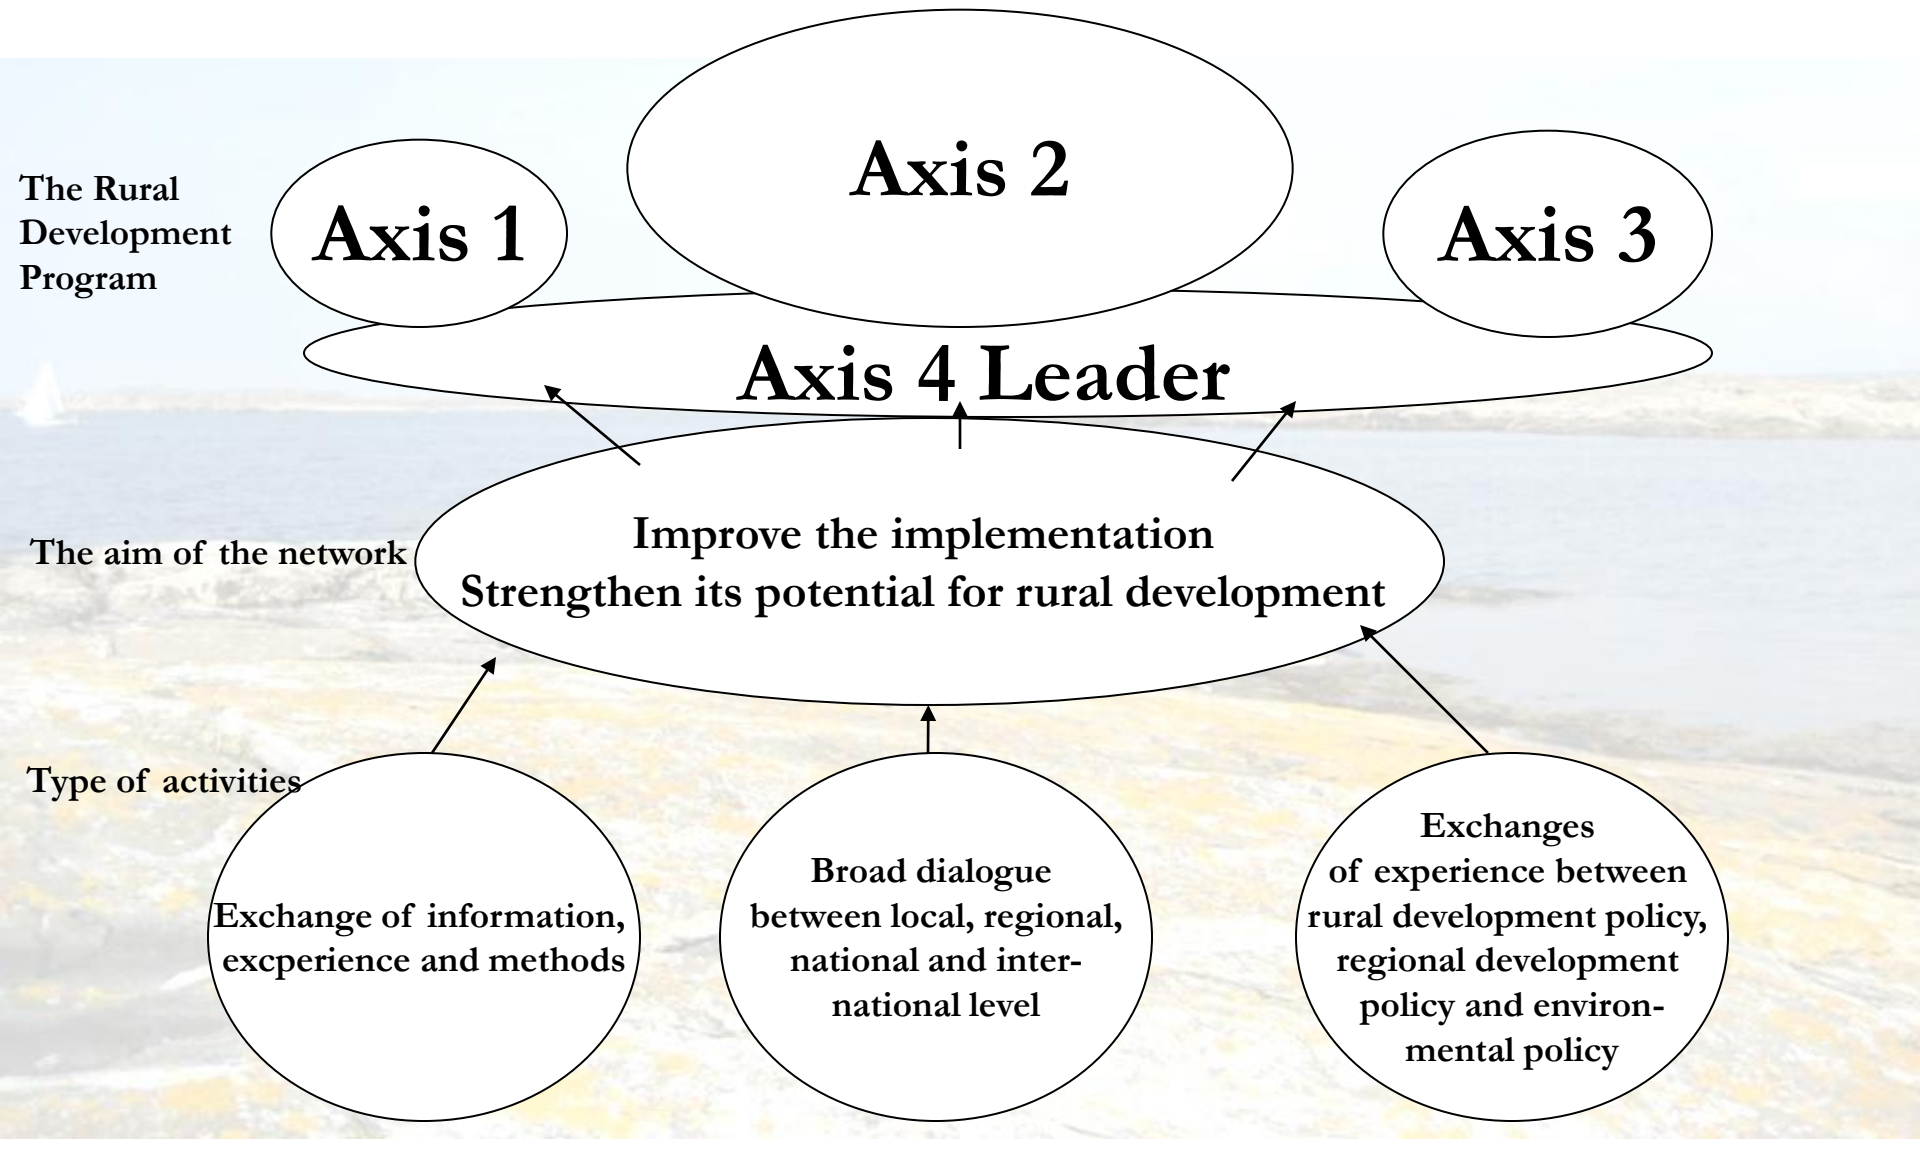 Axis 2
The Rural
Development
Program
Axis 1
Axis 3
Axis 4 Leader
The aim of the network
Improve the implementation
Strengthen its potential for rural development
Type of activities
Exchange of information,
excperience and methods
Broad dialogue
between local, regional,
national and inter-
national level
Exchanges
of experience between
rural development policy,
regional development
policy and environ-
mental policy